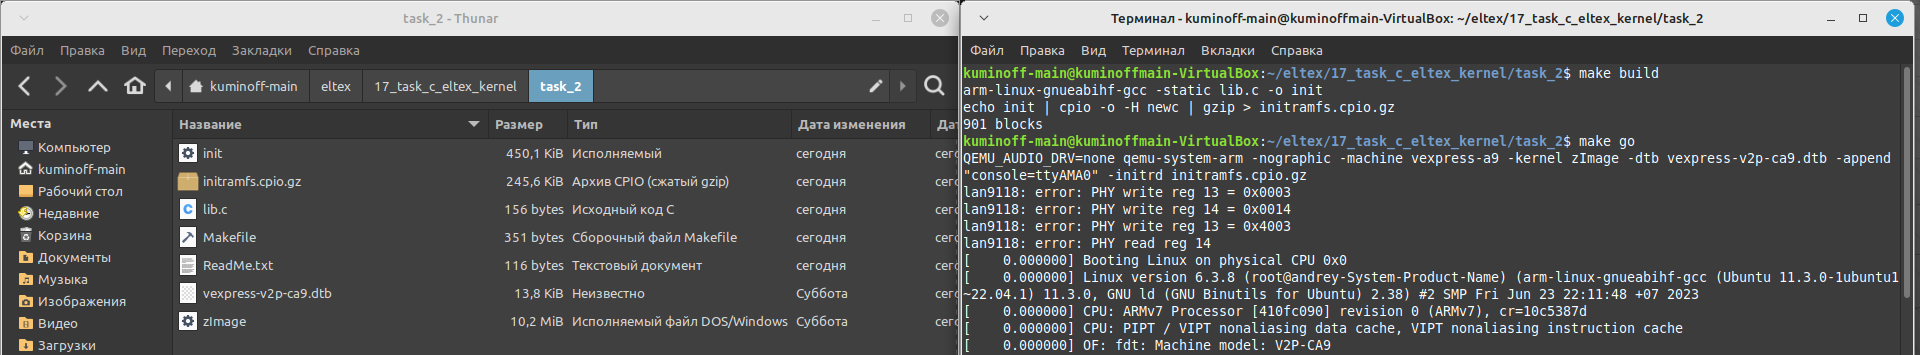 task_2 - Thunar
Файл Правка Вид Переход Закладки Справка
kuminoff-main eltex 17_task_c_eltex_kernel task_2
Места
Компьютер
kuminoff-main
Рабочий стол
Недавние
Корзина
Документы
Музыка
Изображения
Видео
Загрузки
Название Размер Тип Дата изменения Дат
init 450,1 KiB Исполняемый сегодня сег
initramfs.cpio.gz 245,6 KiB Архив CPIO (сжатый gzip) сегодня сег
lib.c 156 bytes Исходный код C сегодня сег
Makefile 351 bytes Сборочный файл Makefile сегодня сег
ReadMe.txt 116 bytes Текстовый документ сегодня сег
vexpress-v2p-ca9.dtb 13,8 KiB Неизвестно Суббота сег
zImage 10,2 MiB Исполняемый файл DOS/Windows Суббота сег
Терминал - kuminoff-main@kuminoffmain-VirtualBox: ~/eltex/17_task_c_eltex_kernel/task_2
Файл Правка Вид Терминал Вкладки Справка
kuminoff-main@kuminoffmain-VirtualBox:~/eltex/17_task_c_eltex_kernel/task_2$ make build
arm-linux-gnueabihf-gcc -static lib.c -o init
echo init | cpio -o -H newc | gzip > initramfs.cpio.gz
901 blocks
kuminoff-main@kuminoffmain-VirtualBox:~/eltex/17_task_c_eltex_kernel/task_2$ make go
QEMU_AUDIO_DRV=none qemu-system-arm -nographic -machine vexpress-a9 -kernel zImage -dtb vexpress-v2p-ca9.dtb -append
"console=ttyAMA0" -initrd initramfs.cpio.gz
lan9118: error: PHY write reg 13 = 0x0003
lan9118: error: PHY write reg 14 = 0x0014
lan9118: error: PHY write reg 13 = 0x4003
lan9118: error: PHY read reg 14
[    0.000000] Booting Linux on physical CPU 0x0
[    0.000000] Linux version 6.3.8 (root@andrey-System-Product-Name) (arm-linux-gnueabihf-gcc (Ubuntu 11.3.0-1ubuntu1
~22.04.1) 11.3.0, GNU ld (GNU Binutils for Ubuntu) 2.38) #2 SMP Fri Jun 23 22:11:48 +07 2023
[    0.000000] CPU: ARMv7 Processor [410fc090] revision 0 (ARMv7), cr=10c5387d
[    0.000000] CPU: PIPT / VIPT nonaliasing data cache, VIPT nonaliasing instruction cache
[    0.000000] OF: fdt: Machine model: V2P-CA9